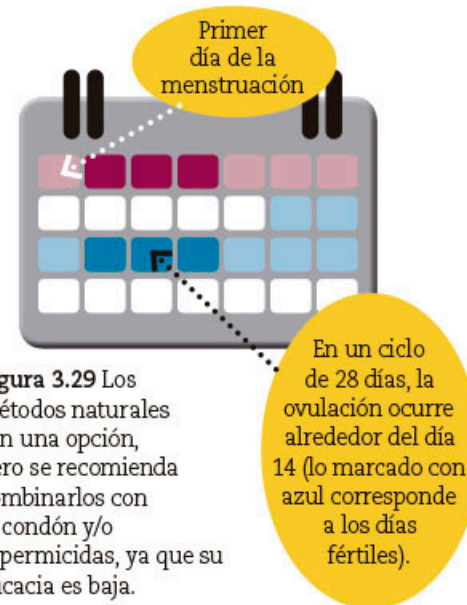 Primer
día de la
menstruación
En un ciclo
de 28 días, la
ovulación ocurre
alrededor del día
14 (lo marcado con
azul corresponde
a los días
fértiles).
gura 3.29 Los
étodos naturales
n una opción,
ero se recomienda
ombinarlos con
condón y/o
permicidas, ya que su
icacia es baja.